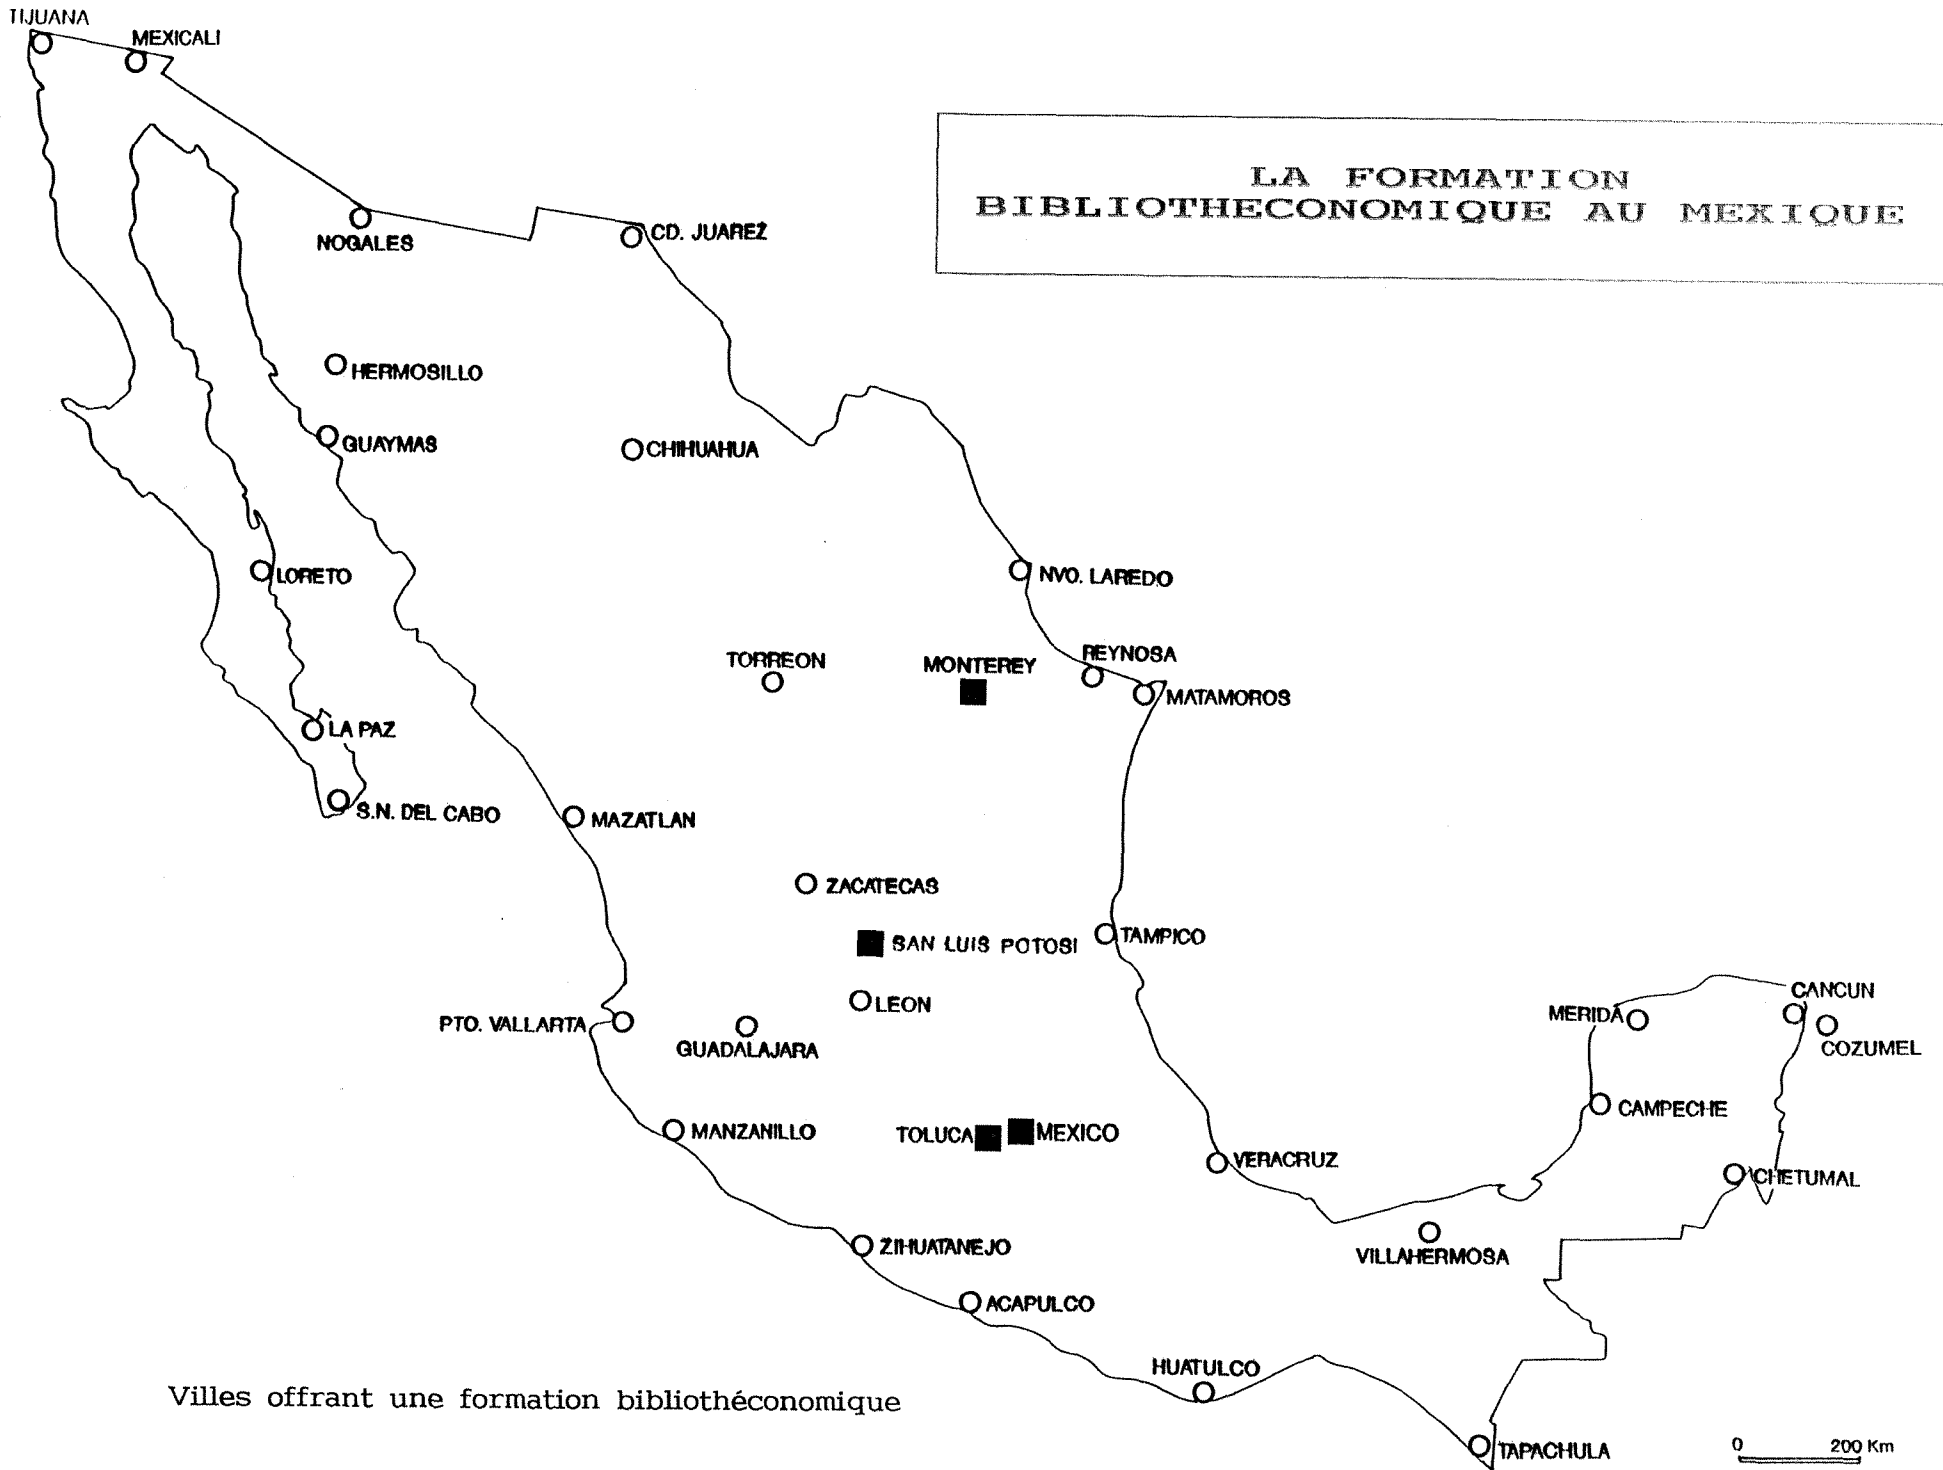 TIJUANA
MEXICALI
LA FORMATION
BIBLIOTHECONOMIQUE AU MEXIQUE
NOGALES
CD. JUAREZ
HERMOSILLO
GUAYMAS
CHIHUAHUA
LORETO
NVO. LAREDO
TORREON
MONTEREY
REYNOSA
MATAMOROS
LA PAZ
S.N. DEL CABO
MAZATLAN
ZACATECAS
SAN LUIS POTOSI
TAMPICO
LEON
PTO. VALLARTA
GUADALAJARA
MERIDA
CANCUN
COZUMEL
CAMPECHE
MANZANILLO
TOLUCA
MEXICO
VERACRUZ
CHETUMAL
ZIHUATANEJO
VILLAHERMOSA
ACAPULCO
HUATULCO
Villes offrant une formation bibliothéconomique
TAPACHULA
0 200 Km